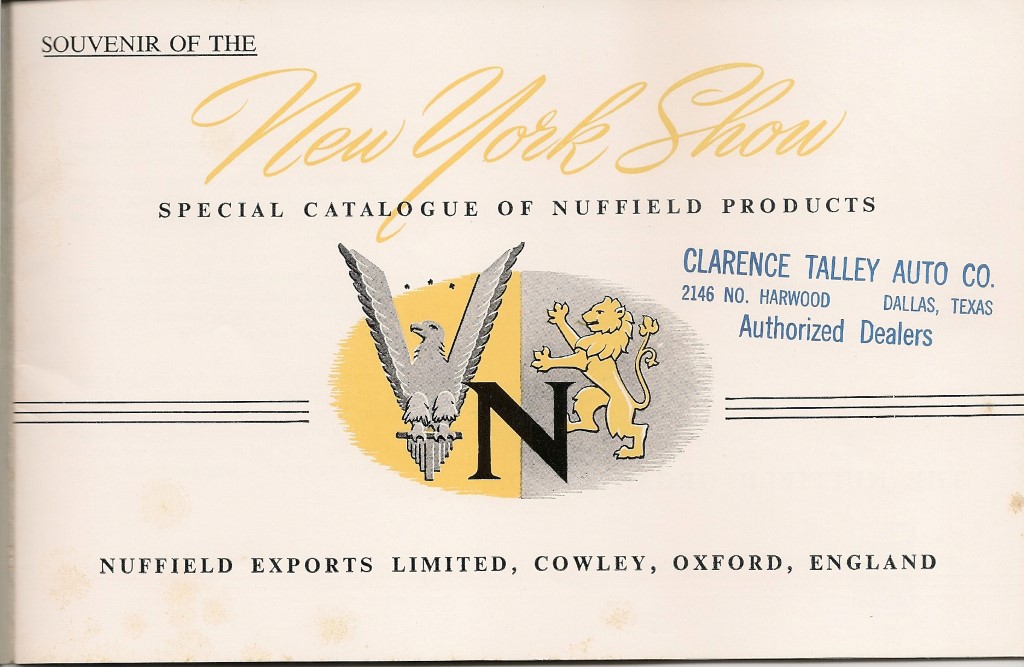 SOUVENIR OF THE
New York Show
SPECIAL CATALOGUE OF NUFFIELD PRODUCTS
CLARENCE TALLEY AUTO CO.
2146 NO. HARWOOD DALLAS, TEXAS
Authorized Dealers
N
NUFFIELD EXPORTS LIMITED, COWLEY, OXFORD, ENGLAND